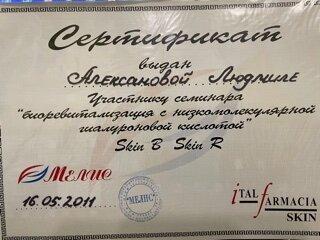 Сертификат
выдан
Алексановой Людмиле
Участнику семинара
"биоревитализация с низкомолекулярной
гиалуроновой кислотой"
Skin B Skin R
Мелис
16.05.2011
"МЕЛИС"
ITAL FARMACIA
SKIN